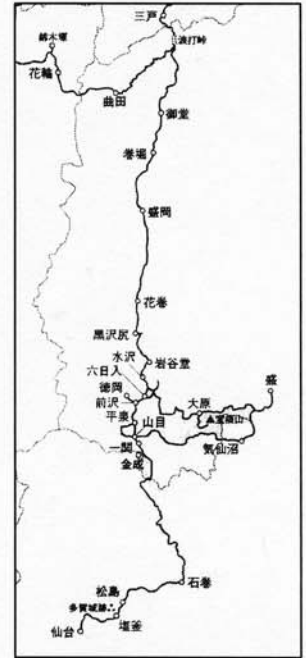 三戸
錦木塚
浪打峠
花輪
曲田
御堂
巻堀
盛岡
花巻
黒沢尻
水沢
岩谷堂
六日入
徳岡
盛
前沢
大原
平泉
山目
▲室根山
一関
気仙沼
金成
石巻
松島
多賀城跡∴
塩釜
仙台